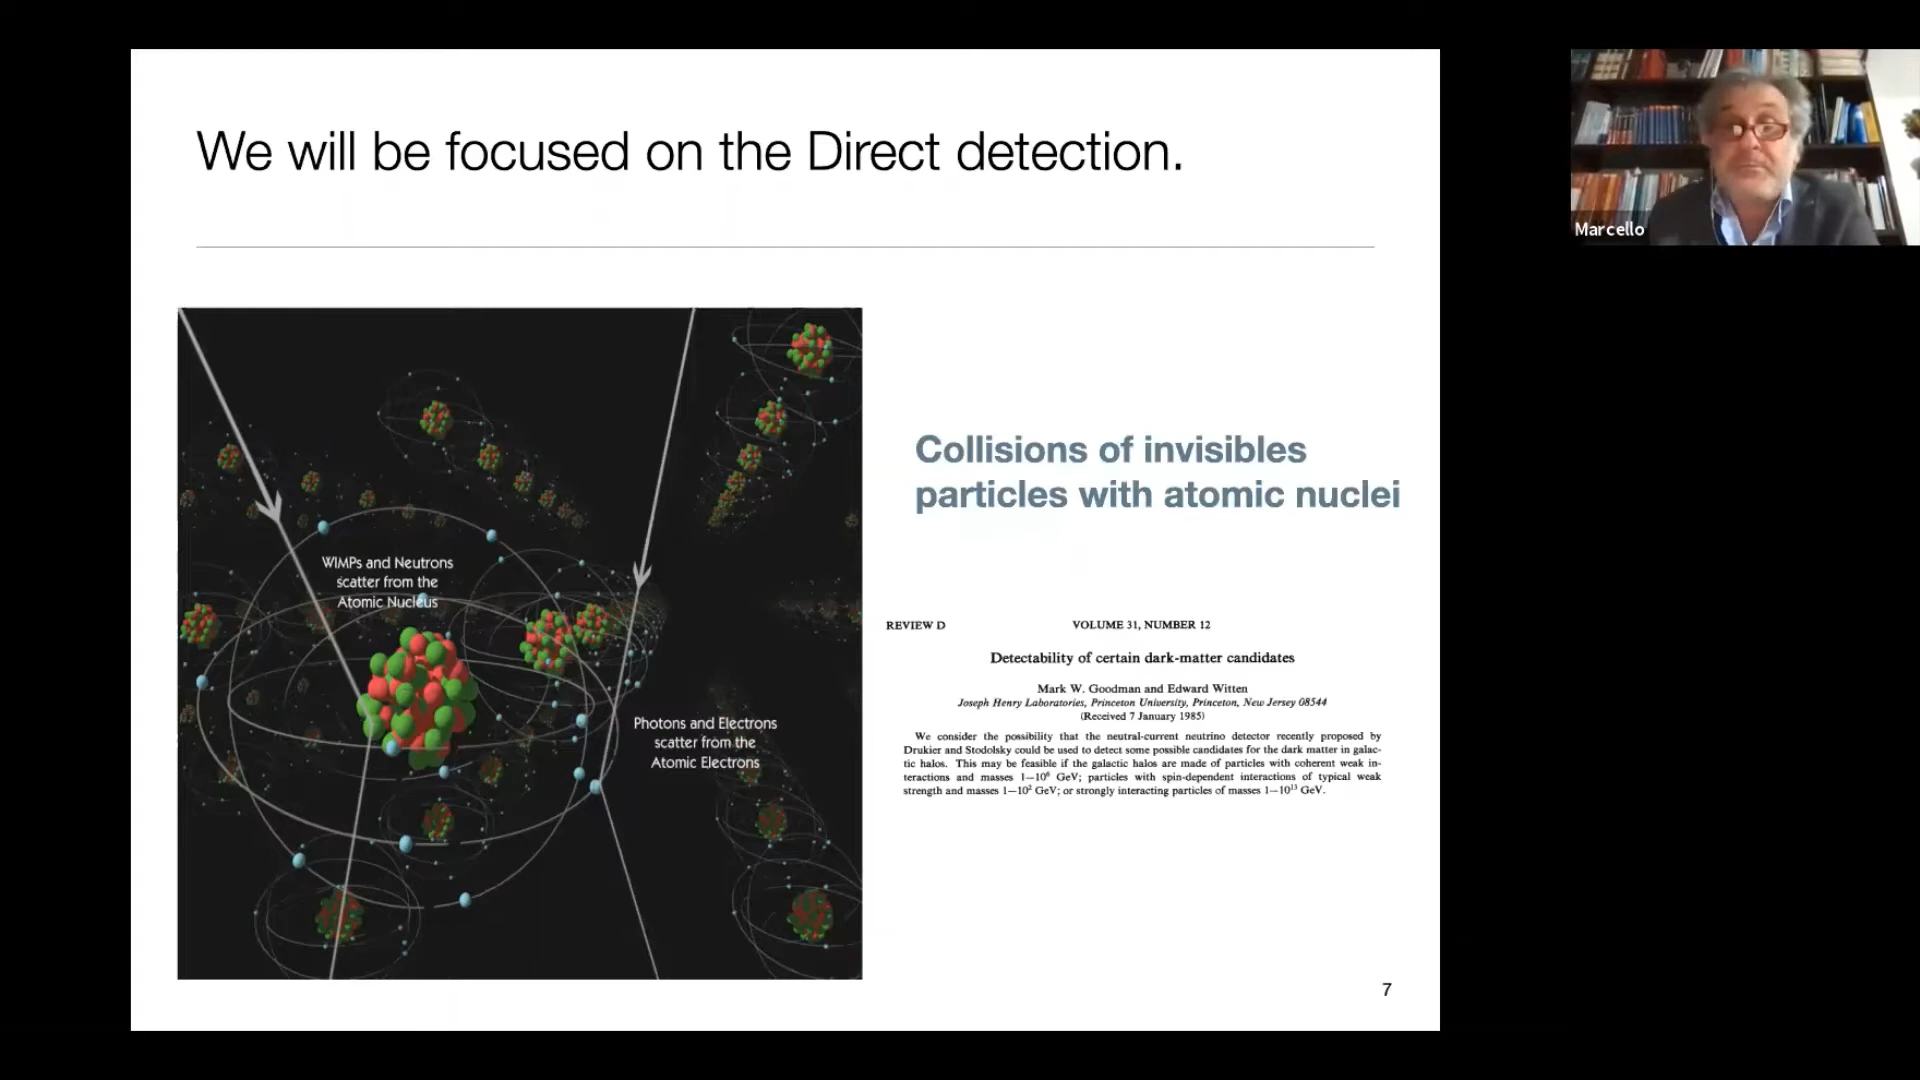 We will be focused on the Direct detection.
Marcello
WIMPs and Neutrons
scatter from the
Atomic Nucleus
Photons and Electrons
scatter from the
Atomic Electrons
Collisions of invisibles
particles with atomic nuclei
REVIEW D VOLUME 31, NUMBER 12
Detectability of certain dark-matter candidates
Mark W. Goodman and Edward Witten
Joseph Henry Laboratories, Princeton University, Princeton, New Jersey 08544
(Received 7 January 1985)
We consider the possibility that the neutral-current neutrino detector recently proposed by
Drukier and Stodolsky could be used to detect some possible candidates for the dark matter in galac-
tic halos. This may be feasible if the galactic halos are made of particles with coherent weak in-
teractions and masses 1—10⁶ GeV; particles with spin-dependent interactions of typical weak
strength and masses 1—10² GeV; or strongly interacting particles of masses 1—10¹³ GeV.
7